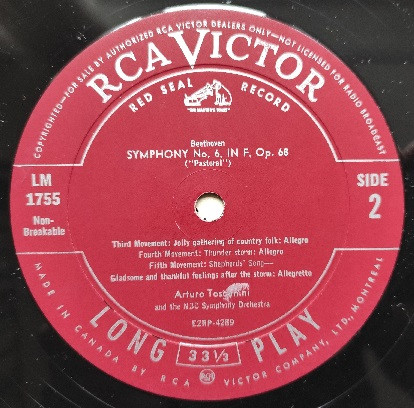 COPYRIGHTED—FOR SALE BY AUTHORIZED RCA VICTOR DEALERS ONLY—NOT LICENSED FOR RADIO BROADCAST
RCA VICTOR
RED SEAL RECORD
Beethoven
SYMPHONY No. 6, IN F, Op. 68
("Pastoral")
LM
1755
Non-
Breakable
SIDE
2
Third Movement: Jolly gathering of country folk: Allegro
Fourth Movement: Thunder storm: Allegro
Fifth Movement: Shepherds' Song—
Gladsome and thankful feelings after the storm: Allegretto
Arturo Toscanini
and the NBC Symphony Orchestra
E2RP-4289
LONG 33⅓ PLAY
MADE IN CANADA BY RCA VICTOR COMPANY, LTD., MONTREAL